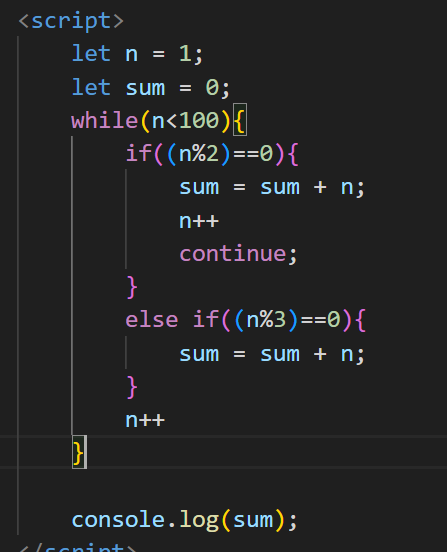 <script>
let n = 1;
let sum = 0;
while(n<100){
if((n%2)==0){
sum = sum + n;
n++
continue;
}
else if((n%3)==0){
sum = sum + n;
}
n++
}
console.log(sum);
</script>